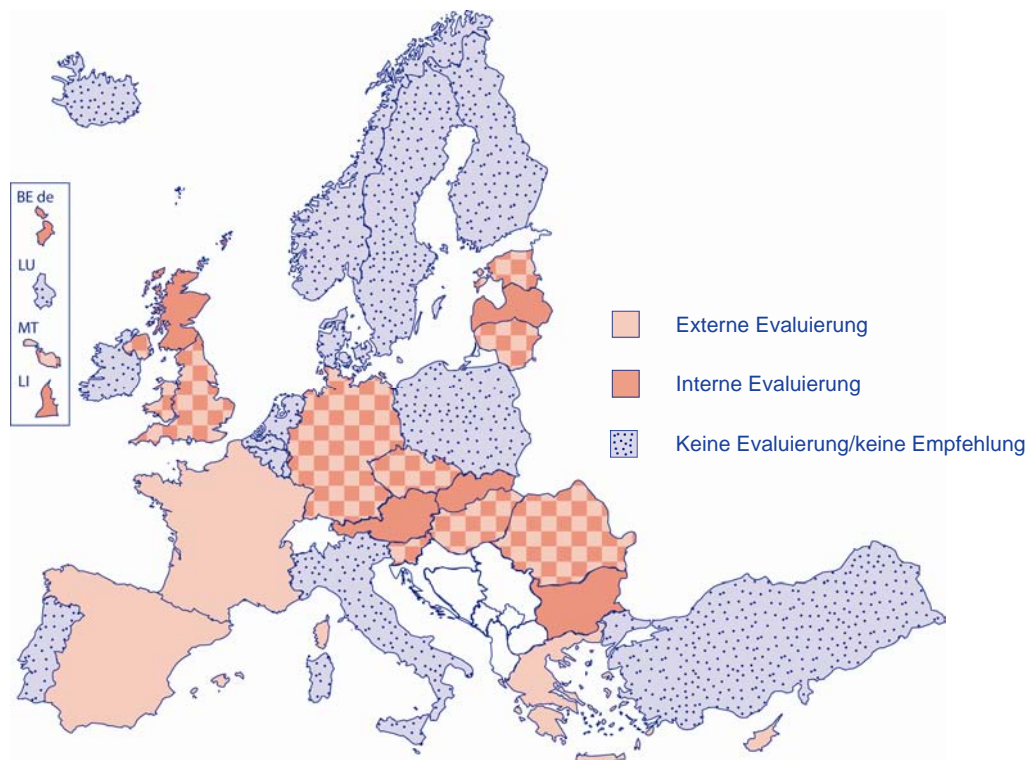 BE de
LU
MT
LI
Externe Evaluierung
Interne Evaluierung
Keine Evaluierung/keine Empfehlung